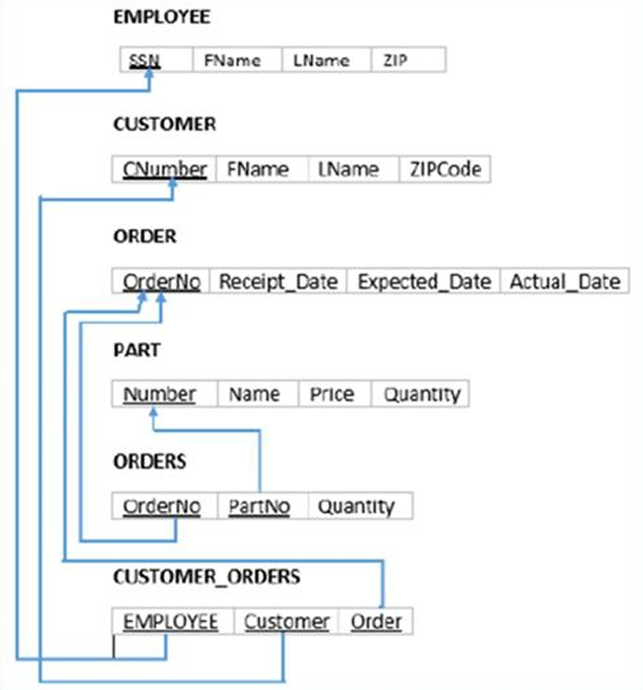 EMPLOYEE
SSN FName LName ZIP
CUSTOMER
CNumber FName LName ZIPCode
ORDER
OrderNo Receipt_Date Expected_Date Actual_Date
PART
Number Name Price Quantity
ORDERS
OrderNo PartNo Quantity
CUSTOMER_ORDERS
EMPLOYEE Customer Order